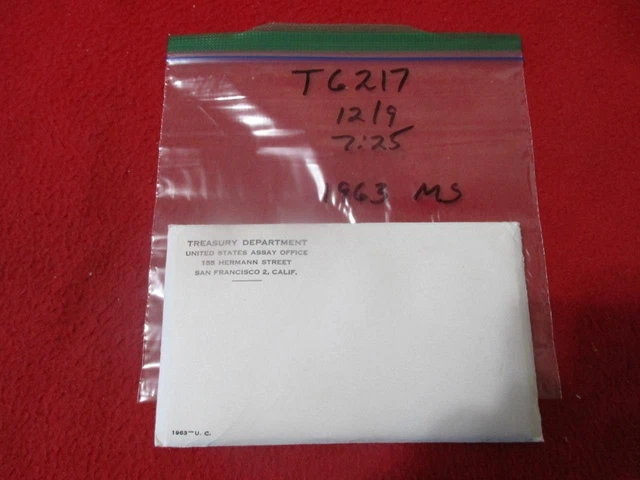 T6217
12/9
7:25
1963 MS
TREASURY DEPARTMENT
UNITED STATES ASSAY OFFICE
155 HERMANN STREET
SAN FRANCISCO 2, CALIF.
1963—U. C.